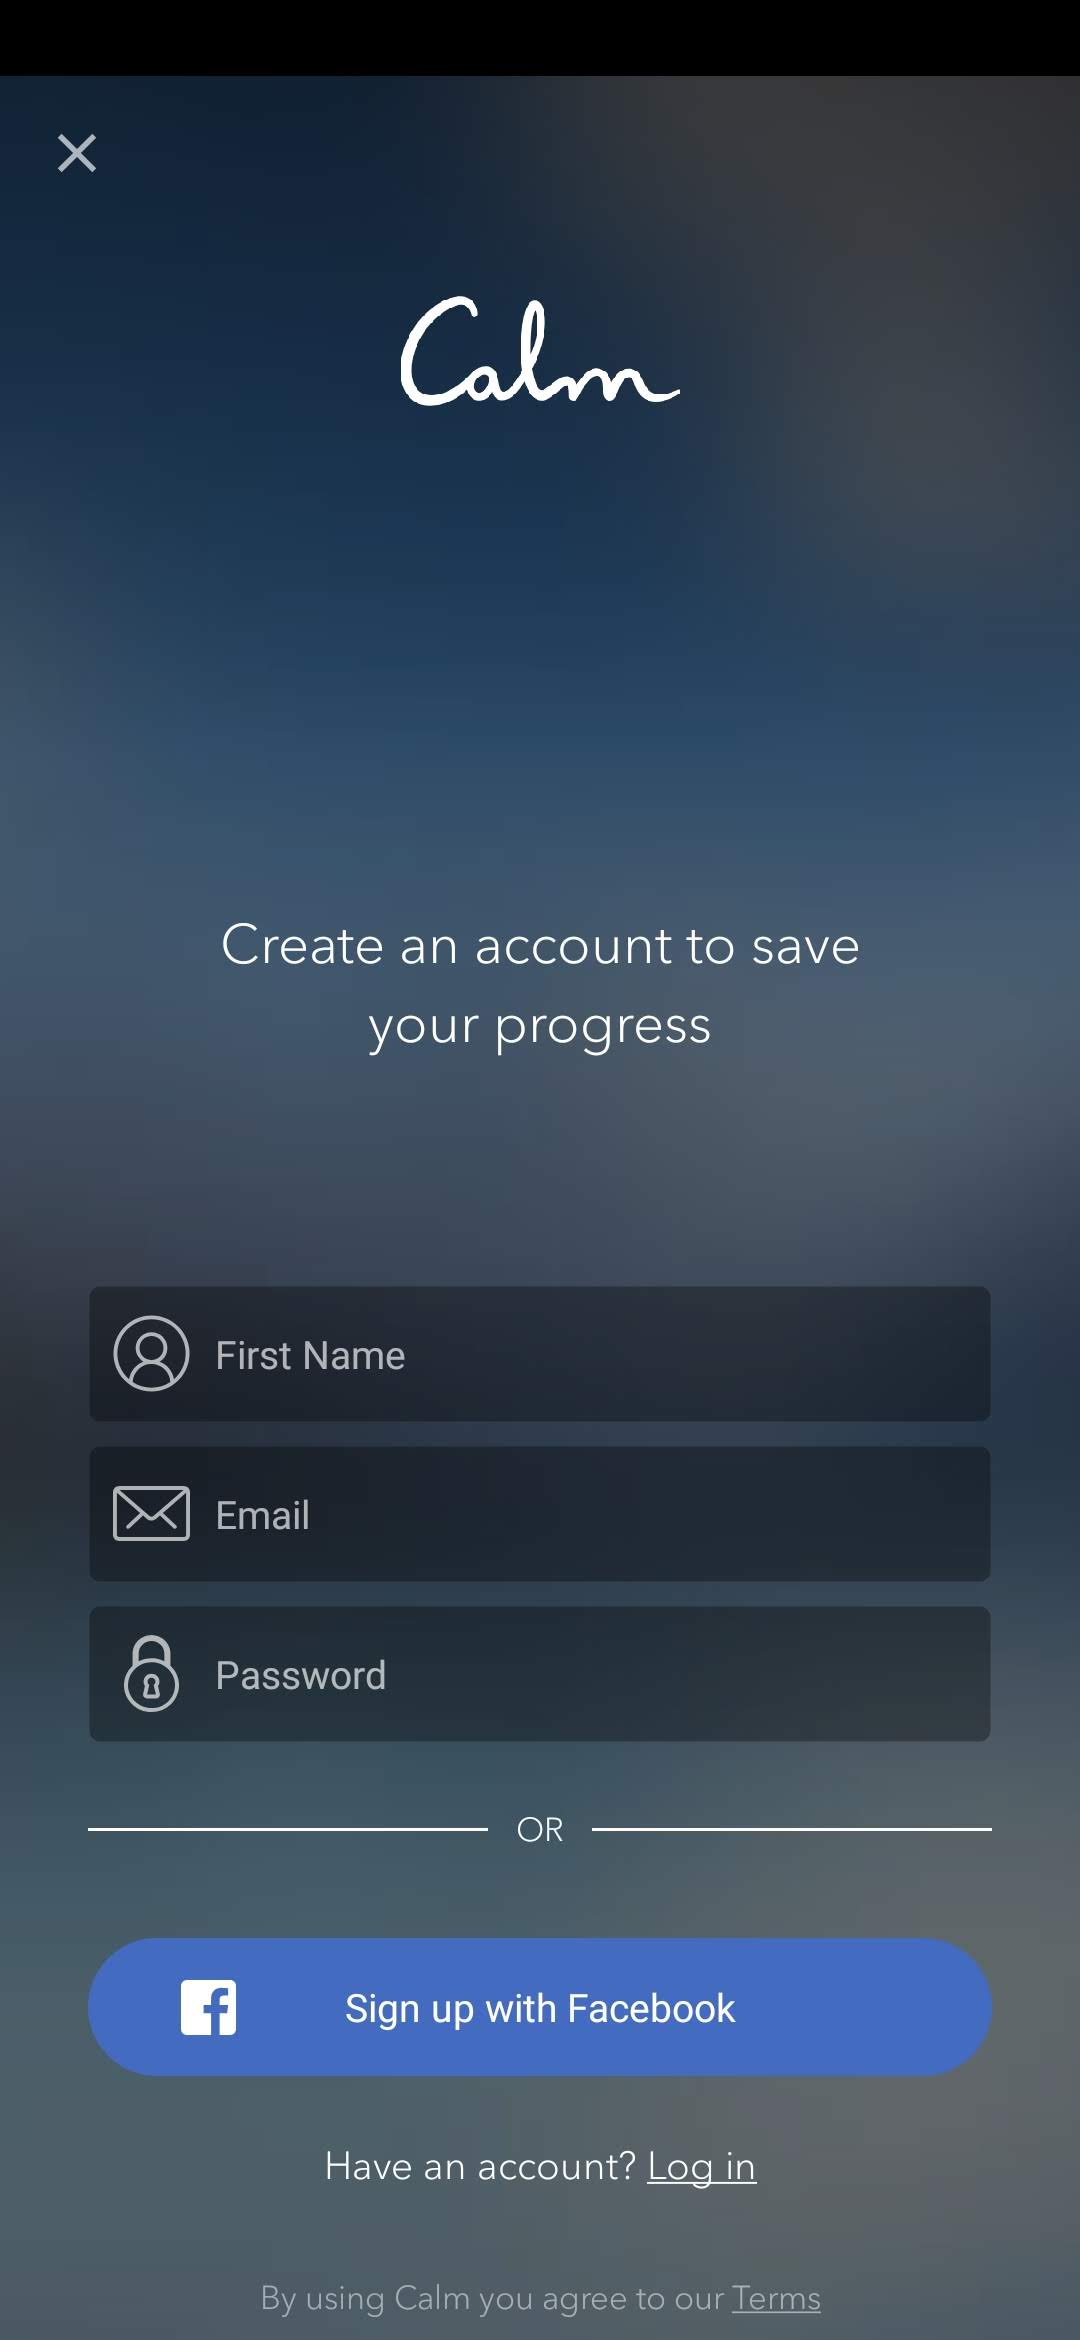 Calm
Create an account to save
your progress
First Name
Email
Password
OR
Sign up with Facebook
Have an account? Log in
By using Calm you agree to our Terms